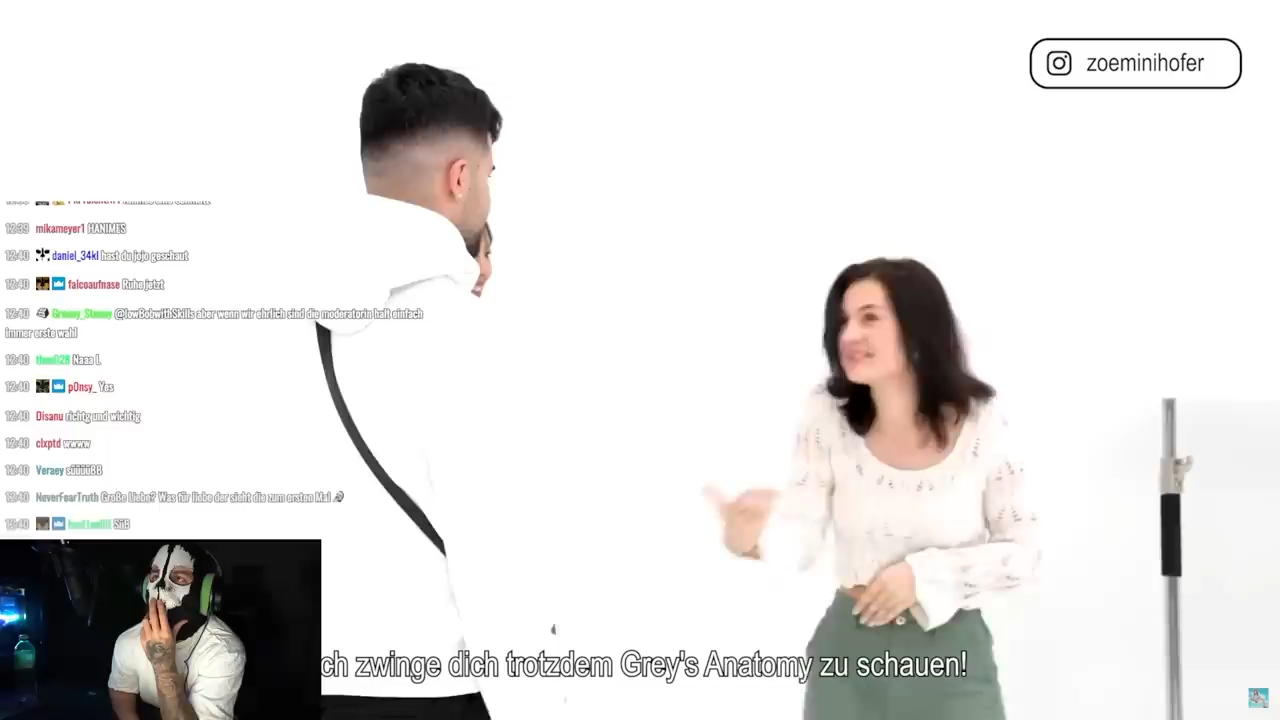 zoeminihofer
12:39 mikameyer1 HANIMES
12:40 daniel_34kl hast du jojo geschaut
12:40 falcoaufnase Ruhe jetzt
12:40 @lowBobwithSkills aber wenn wir ehrlich sind die moderatorin halt einfach
immer erste wahl
12:40 Naaa L
12:40 p0nsy_ Yes
12:40 Disanu richtg und wichtig
12:40 clxptd wwww
12:40 Veraey süüüüßß
12:40 NeverFearTruth Große Liebe? Was für liebe der sieht die zum ersten Mal
12:40 Süß
ch zwinge dich trotzdem Grey's Anatomy zu schauen!